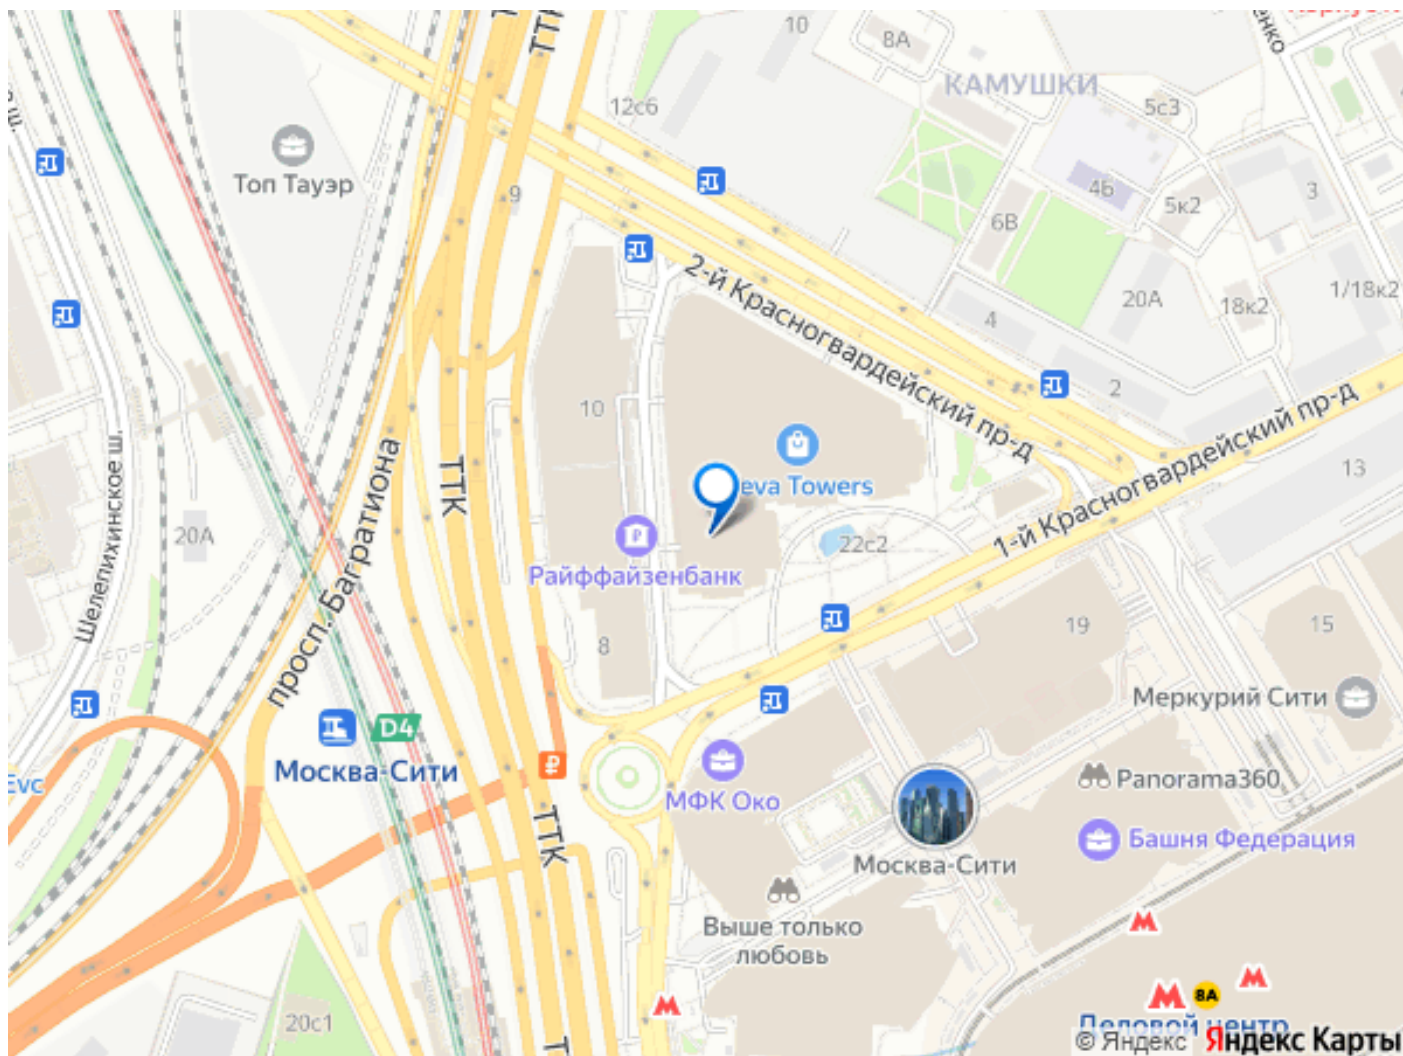 ТТК
10
8А
КАМУШКИ
12с6
5с3
Топ Тауэр
9
4Б
5к2
3
6В
2-й Красногвардейский пр-д
20А
18к2
1/18к2
4
2
10
ТТК
просп. Багратиона
Шелепихинское ш.
1-й Красногвардейский пр-д
13
eva Towers
20А
22с2
Райффайзенбанк
8
19
15
Меркурий Сити
D4
Москва-Сити
МФК Око
Panorama360
Башня Федерация
ТТК
Москва-Сити
Выше только
любовь
8А
Деловой центр
20с1
© Яндекс Яндекс Карты